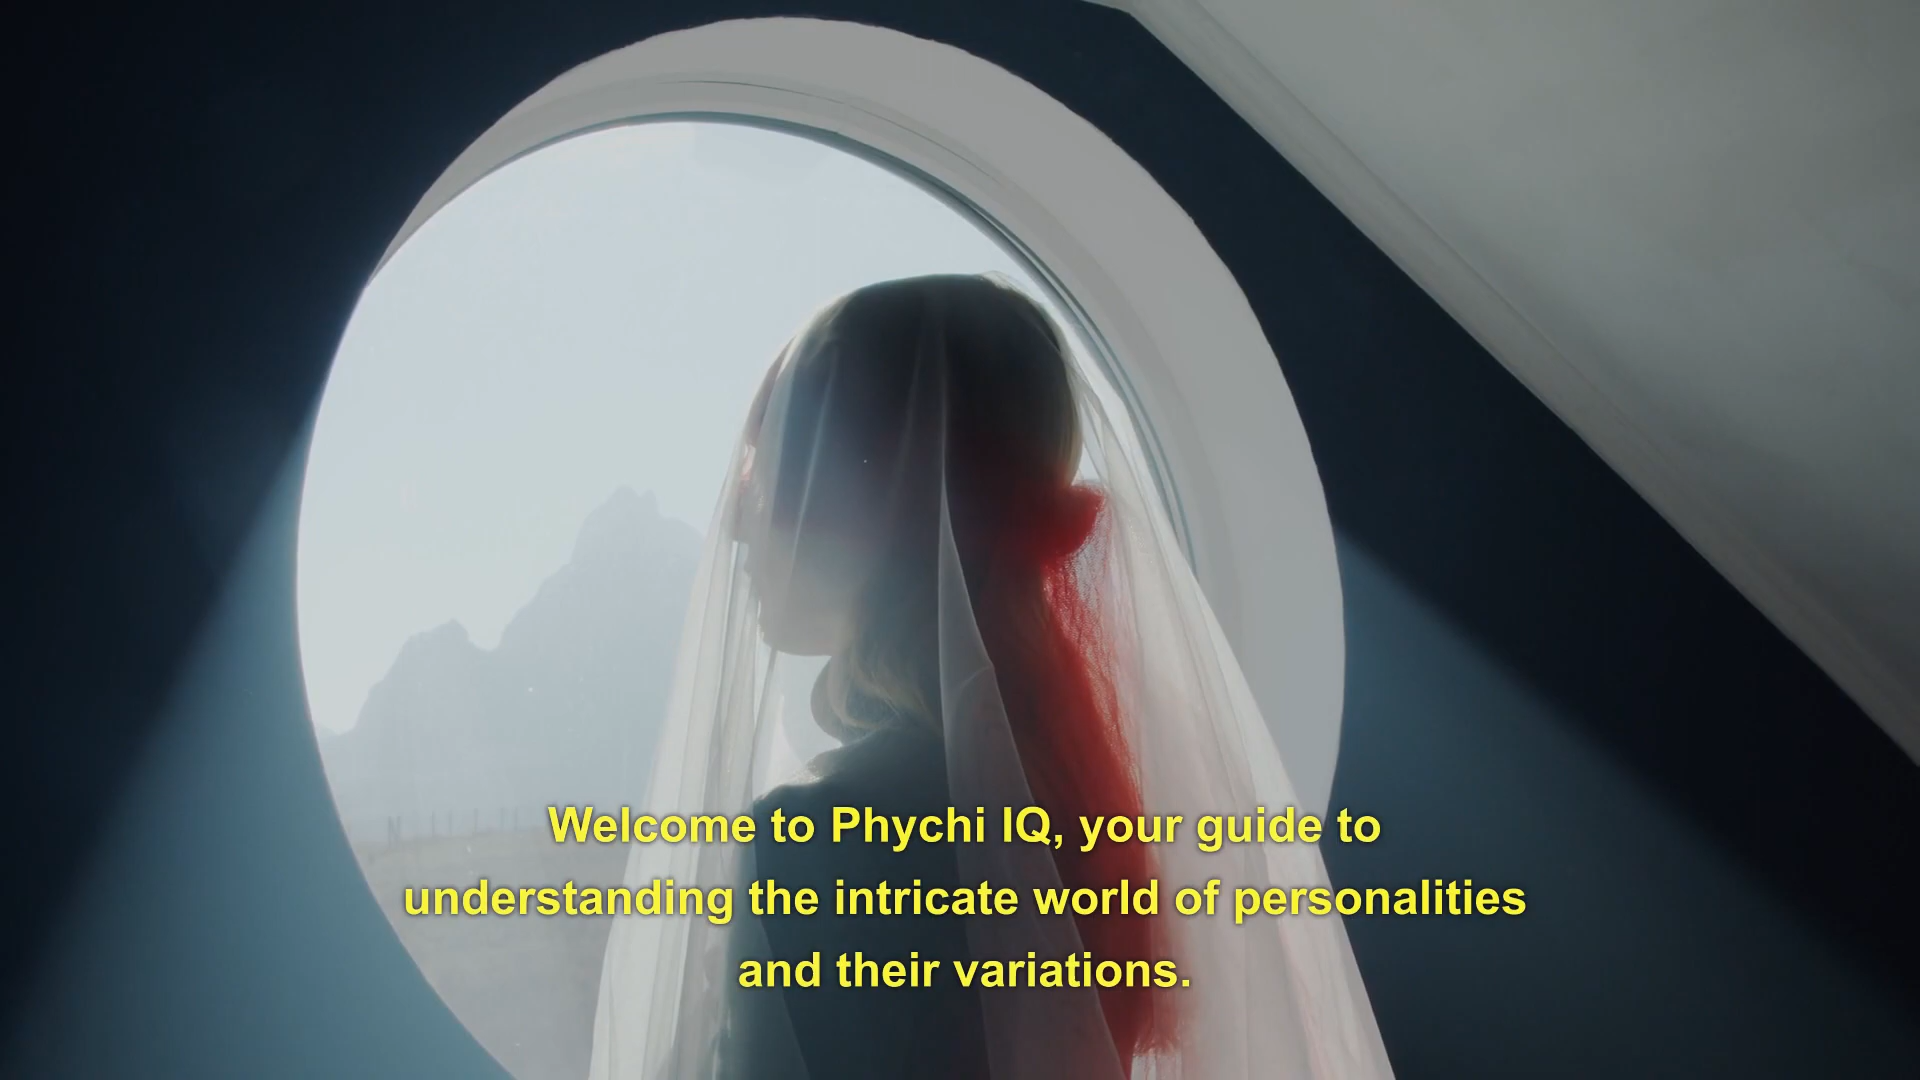 Welcome to Phychi IQ, your guide to
understanding the intricate world of personalities
and their variations.